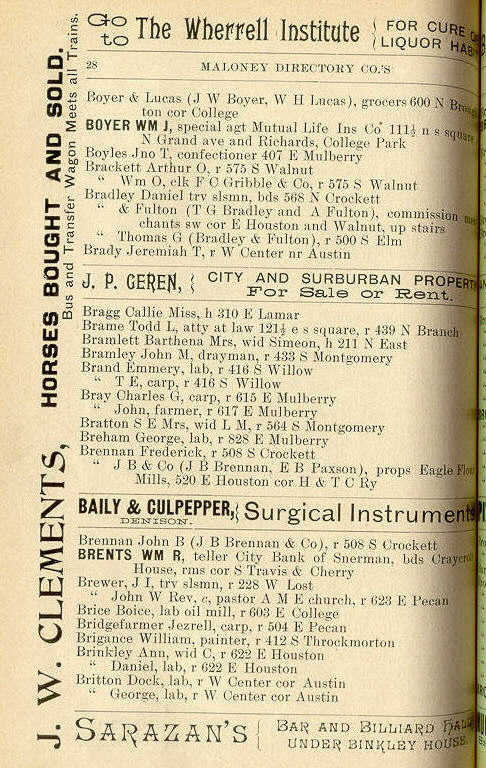 Go to The Wherrell Institute { FOR CURE
LIQUOR
28 MALONEY DIRECTORY CO.'S
Boyer & Lucas (J W Boyer, W H Lucas), grocers 600 N
ton cor College
BOYER WM J, special agt Mutual Life Ins Co 111½ n s square
N Grand ave and Richards, College Park
Boyles Jno T, confectioner 407 E Mulberry
Brackett Arthur O, r 575 S Walnut
" Wm O, clk F C Gribble & Co, r 575 S Walnut
Bradley Daniel trv slsmn, bds 568 N Crockett
" & Fulton (T G Bradley and A Fulton), commission
chants sw cor E Houston and Walnut, up stairs
" Thomas G (Bradley & Fulton), r 500 S Elm
Brady Jeremiah T, r W Center nr Austin
J. P. GEREN, { CITY AND SURBURBAN
For Sale or Rent.
Bragg Callie Miss, h 310 E Lamar
Brame Todd L, atty at law 121½ e s square, r 439 N Branch
Bramlett Barthena Mrs, wid Simeon, h 211 N East
Bramley John M, drayman, r 433 S Montgomery
Brand Emmery, lab, r 416 S Willow
" T E, carp, r 416 S Willow
Bray Charles G, carp, r 615 E Mulberry
" John, farmer, r 617 E Mulberry
Bratton S E Mrs, wid L M, r 564 S Montgomery
Breham George, lab, r 828 E Mulberry
Brennan Frederick, r 508 S Crockett
" J B & Co (J B Brennan, E B Paxson), props Eagle
Mills, 520 E Houston cor H & T C Ry
BAILY & CULPEPPER, { Surgical Instruments
DENISON.
Brennan John B (J B Brennan & Co), r 508 S Crockett
BRENTS WM R, teller City Bank of Snerman, bds
House, rms cor S Travis & Cherry
Brewer, J I, trv slsmn, r 228 W Lost
" John W Rev, c, pastor A M E church, r 623 E Pecan
Brice Boice, lab oil mill, r 603 E College
Bridgefarmer Jezrell, carp, r 504 E Pecan
Brigance William, painter, r 412 S Throckmorton
Brinkley Ann, wid C, r 622 E Houston
" Daniel, lab, r 622 E Houston
Britton Dock, lab, r W Center cor Austin
" George, lab, r W Center cor Austin
SARAZAN'S { BAR AND BILLIARD
UNDER BINKLEY HOUSE.
J. W. CLEMENTS, HORSES BOUGHT AND SOLD.
Bus and Transfer Wagon Meets all Trains.